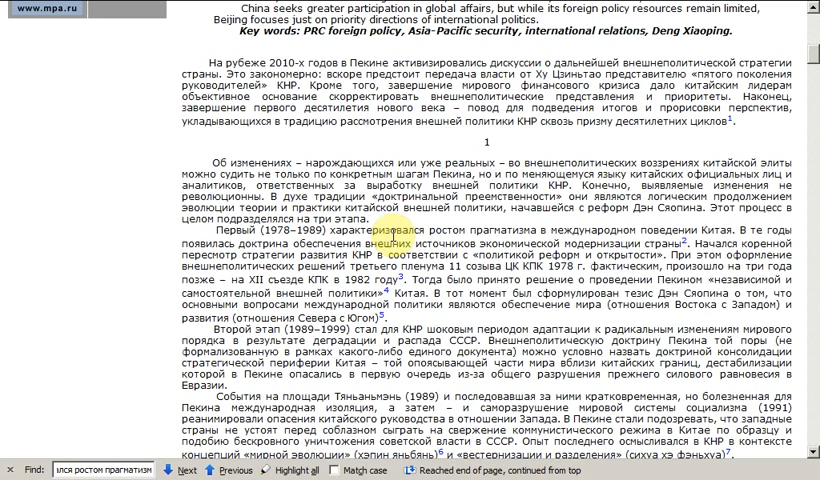 www.mpa.ru
China seeks greater participation in global affairs, but while its foreign policy resources remain limited,
Beijing focuses just on priority directions of international politics.
Key words: PRC foreign policy, Asia-Pacific security, international relations, Deng Xiaoping.
На рубеже 2010-х годов в Пекине активизировались дискуссии о дальнейшей внешнеполитической стратегии
страны. Это закономерно: вскоре предстоит передача власти от Ху Цзиньтао представителю «пятого поколения
руководителей» КНР. Кроме того, завершение мирового финансового кризиса дало китайским лидерам
объективное основание скорректировать внешнеполитические представления и приоритеты. Наконец,
завершение первого десятилетия нового века – повод для подведения итогов и прорисовки перспектив,
укладывающихся в традицию рассмотрения внешней политики КНР сквозь призму десятилетних циклов1.
1
Об изменениях – нарождающихся или уже реальных – во внешнеполитических воззрениях китайской элиты
можно судить не только по конкретным шагам Пекина, но и по меняющемуся языку китайских официальных лиц и
аналитиков, ответственных за выработку внешней политики КНР. Конечно, выявляемые изменения не
революционны. В духе традиции «доктринальной преемственности» они являются логическим продолжением
эволюции теории и практики китайской внешней политики, начавшейся с реформ Дэн Сяопина. Этот процесс в
целом подразделялся на три этапа.
Первый (1978–1989) характеризовался ростом прагматизма в международном поведении Китая. В те годы
появилась доктрина обеспечения внешних источников экономической модернизации страны2. Начался коренной
пересмотр стратегии развития КНР в соответствии с «политикой реформ и открытости». При этом оформление
внешнеполитических решений третьего пленума 11 созыва ЦК КПК 1978 г. фактическим, произошло на три года
позже – на XII съезде КПК в 1982 году3. Тогда было принято решение о проведении Пекином «независимой и
самостоятельной внешней политики»4 Китая. В тот момент был сформулирован тезис Дэн Сяопина о том, что
основными вопросами международной политики являются обеспечение мира (отношения Востока с Западом) и
развития (отношения Севера с Югом)5.
Второй этап (1989–1999) стал для КНР шоковым периодом адаптации к радикальным изменениям мирового
порядка в результате деградации и распада СССР. Внешнеполитическую доктрину Пекина той поры (не
формализованную в рамках какого-либо единого документа) можно условно назвать доктриной консолидации
стратегической периферии Китая – той опоясывающей части мира вблизи китайских границ, дестабилизации
которой в Пекине опасались в первую очередь из-за общего разрушения прежнего силового равновесия в
Евразии.
События на площади Тяньаньмэнь (1989) и последовавшая за ними кратковременная, но болезненная для
Пекина международная изоляция, а затем – и саморазрушение мировой системы социализма (1991)
реанимировали опасения китайского руководства в отношении Запада. В Пекине стали подозревать, что западные
страны не устоят перед соблазном сыграть на свержение коммунистического режима в Китае по образцу и
подобию бескровного уничтожения советской власти в СССР. Опыт последнего осмысливался в КНР в контексте
концепций «мирной эволюции» (хэпин яньбянь)6 и «вестернизации и разделения» (сихуа хэ фэньхуа)7.
Find: ился ростом прагматизм Next Previous Highlight all Match case Reached end of page, continued from top